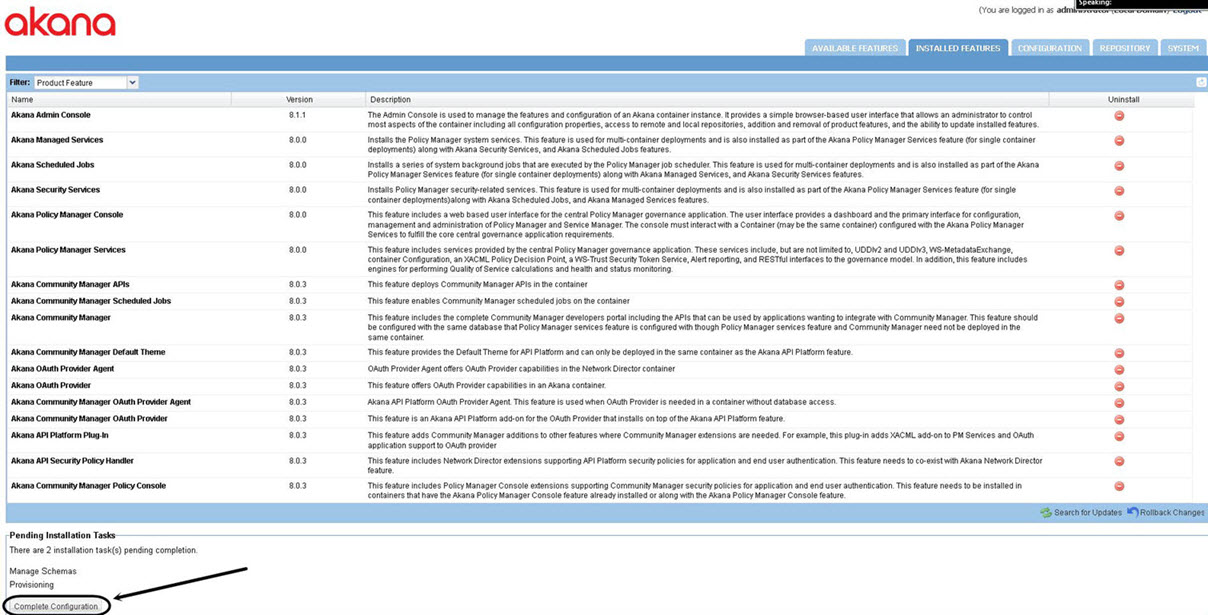 Speaking:
akana
(You are logged in as administrator (Local Domain) Logout
AVAILABLE FEATURES INSTALLED FEATURES CONFIGURATION REPOSITORY SYSTEM
Filter: Product Feature
Name Version Description Uninstall
Akana Admin Console 8.1.1 The Admin Console is used to manage the features and configuration of an Akana container instance. It provides a simple browser-based user interface that allows an administrator to control
most aspects of the container including all configuration properties, access to remote and local repositories, addition and removal of product features, and the ability to update installed features.
Akana Managed Services 8.0.0 Installs the Policy Manager system services. This feature is used for multi-container deployments and is also installed as part of the Akana Policy Manager Services feature (for single container
deployments) along with Akana Security Services, and Akana Scheduled Jobs features.
Akana Scheduled Jobs 8.0.0 Installs a series of system background jobs that are executed by the Policy Manager job scheduler. This feature is used for multi-container deployments and is also installed as part of the Akana
Policy Manager Services feature (for single container deployments) along with Akana Managed Services, and Akana Security Services features.
Akana Security Services 8.0.0 Installs Policy Manager security-related services. This feature is used for multi-container deployments and is also installed as part of the Akana Policy Manager Services feature (for single
container deployments)along with Akana Scheduled Jobs, and Akana Managed Services features.
Akana Policy Manager Console 8.0.0 This feature includes a web based user interface for the central Policy Manager governance application. The user interface provides a dashboard and the primary interface for configuration,
management and administration of Policy Manager and Service Manager. The console must interact with a Container (may be the same container) configured with the Akana Policy Manager
Services to fulfill the core central governance application requirements.
Akana Policy Manager Services 8.0.0 This feature includes services provided by the central Policy Manager governance application. These services include, but are not limited to, UDDIv2 and UDDIv3, WS-MetadataExchange,
container Configuration, an XACML Policy Decision Point, a WS-Trust Security Token Service, Alert reporting, and RESTful interfaces to the governance model. In addition, this feature includes
engines for performing Quality of Service calculations and health and status monitoring.
Akana Community Manager APIs 8.0.3 This feature deploys Community Manager APIs in the container
Akana Community Manager Scheduled Jobs 8.0.3 This feature enables Community Manager scheduled jobs on the container
Akana Community Manager 8.0.3 This feature includes the complete Community Manager developers portal including the APIs that can be used by applications wanting to integrate with Community Manager. This feature should
be configured with the same database that Policy Manager services feature is configured with though Policy Manager services feature and Community Manager need not be deployed in the
same container.
Akana Community Manager Default Theme 8.0.3 This feature provides the Default Theme for API Platform and can only be deployed in the same container as the Akana API Platform feature.
Akana OAuth Provider Agent 8.0.3 OAuth Provider Agent offers OAuth Provider capabilities in the Network Director container
Akana OAuth Provider 8.0.3 This feature offers OAuth Provider capabilities in an Akana container.
Akana Community Manager OAuth Provider Agent 8.0.3 Akana API Platform OAuth Provider Agent. This feature is used when OAuth Provider is needed in a container without database access.
Akana Community Manager OAuth Provider 8.0.3 This feature is an Akana API Platform add-on for the OAuth Provider that installs on top of the Akana API Platform feature.
Akana API Platform Plug-In 8.0.3 This feature adds Community Manager additions to other features where Community Manager extensions are needed. For example, this plug-in adds XACML add-on to PM Services and OAuth
application support to OAuth provider
Akana API Security Policy Handler 8.0.3 This feature includes Network Director extensions supporting API Platform security policies for application and end user authentication. This feature needs to co-exist with Akana Network Director
feature.
Akana Community Manager Policy Console 8.0.3 This feature includes Policy Manager Console extensions supporting Community Manager security policies for application and end user authentication. This feature needs to be installed in
containers that have the Akana Policy Manager Console feature already installed or along with the Akana Policy Manager Console feature.
Search for Updates Rollback Changes
Pending Installation Tasks
There are 2 installation task(s) pending completion.
Manage Schemas
Provisioning
Complete Configuration